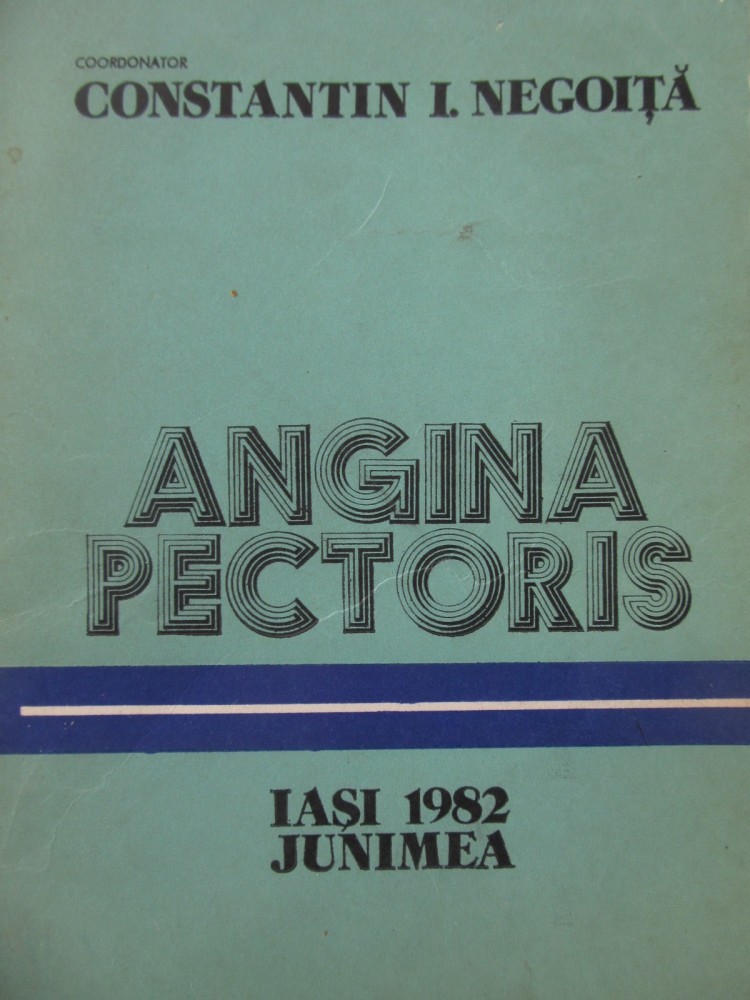 COORDONATOR
CONSTANTIN I. NEGOIȚĂ
ANGINA
PECTORIS
IAȘI 1982
JUNIMEA